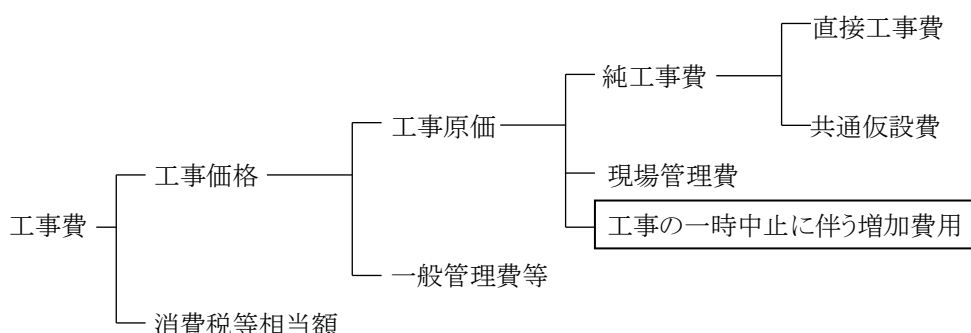 直接工事費
純工事費
共通仮設費
工事原価
現場管理費
工事価格
工事の一時中止に伴う増加費用
工事費
一般管理費等
消費税等相当額